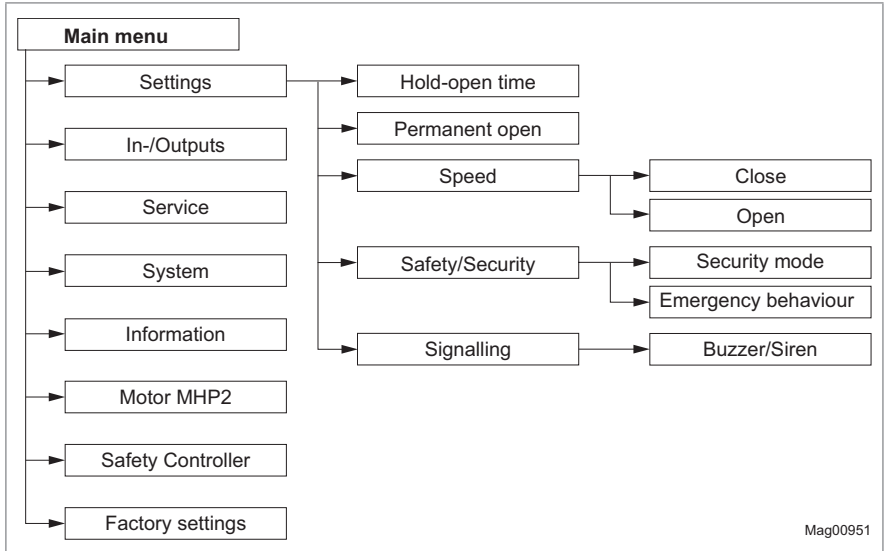 Main menu
Settings
Hold-open time
Permanent open
In-/Outputs
Speed
Close
Open
Service
Safety/Security
Security mode
System
Emergency behaviour
Information
Signalling
Buzzer/Siren
Motor MHP2
Safety Controller
Factory settings
Mag00951